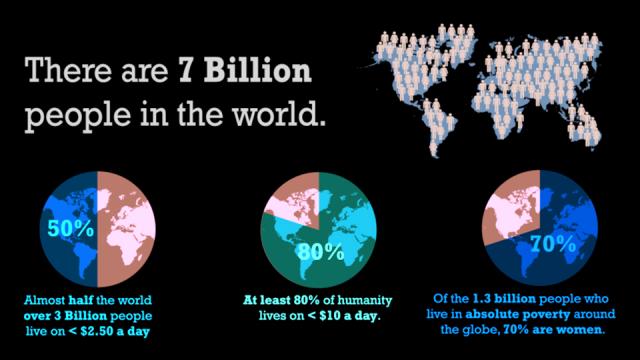 There are 7 Billion
people in the world.
50%
80%
70%
Almost half the world
over 3 Billion people
live on < $2.50 a day
At least 80% of humanity
lives on < $10 a day.
Of the 1.3 billion people who
live in absolute poverty around
the globe, 70% are women.